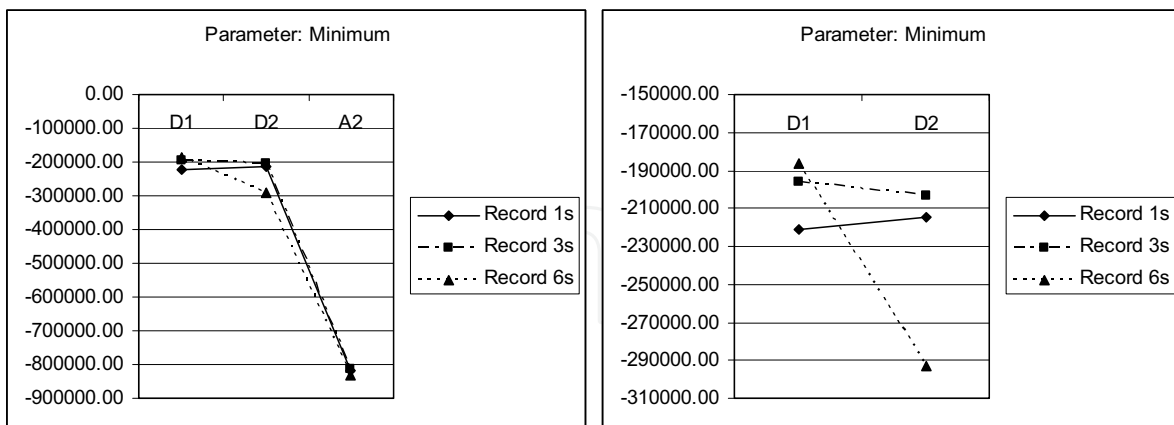 Parameter: Minimum
0.00
-100000.00
-200000.00
-300000.00
-400000.00
-500000.00
-600000.00
-700000.00
-800000.00
-900000.00
D1 D2 A2
Record 1s
Record 3s
Record 6s
Parameter: Minimum
-150000.00
-170000.00
-190000.00
-210000.00
-230000.00
-250000.00
-270000.00
-290000.00
-310000.00
D1 D2
Record 1s
Record 3s
Record 6s